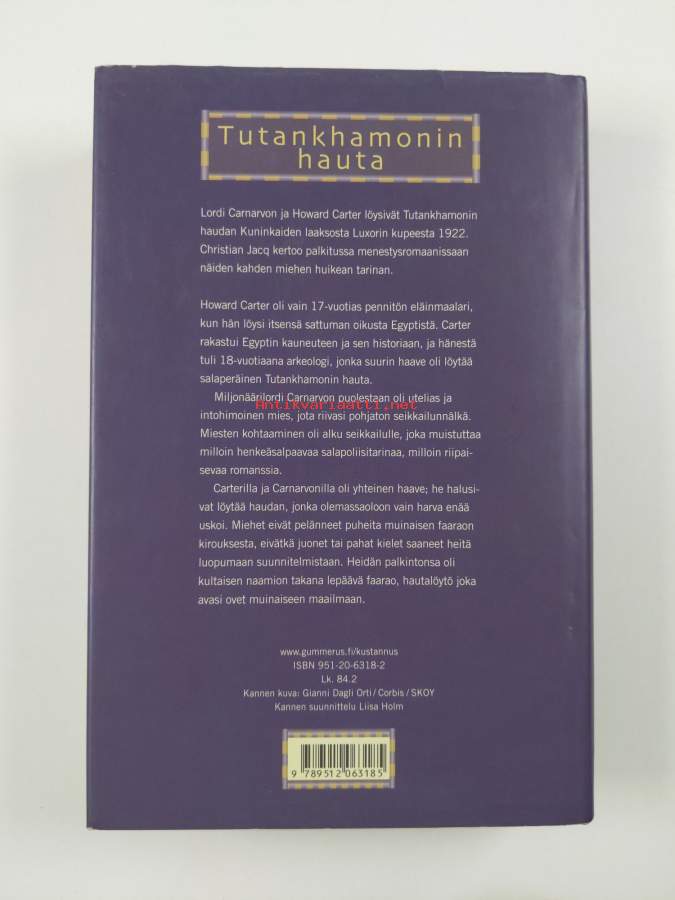 Tutankhamonin
hauta
Lordi Carnarvon ja Howard Carter löysivät Tutankhamonin
haudan Kuninkaiden laaksosta Luxorin kupeesta 1922.
Christian Jacq kertoo palkitussa menestysromaanissaan
näiden kahden miehen huikean tarinan.
Howard Carter oli vain 17-vuotias pennitön eläinmaalari,
kun hän löysi itsensä sattuman oikusta Egyptistä. Carter
rakastui Egyptin kauneuteen ja sen historiaan, ja hänestä
tuli 18-vuotiaana arkeologi, jonka suurin haave oli löytää
salaperäinen Tutankhamonin hauta.
Miljonäärilordi Carnarvon puolestaan oli utelias ja
Antikvariaatti.net
intohimoinen mies, jota riivasi pohjaton seikkailunnälkä.
Miesten kohtaaminen oli alku seikkailulle, joka muistuttaa
milloin henkeäsalpaavaa salapoliisitarinaa, milloin riipai-
sevaa romanssia.
Carterilla ja Carnarvonilla oli yhteinen haave; he halusi-
vat löytää haudan, jonka olemassaoloon vain harva enää
uskoi. Miehet eivät pelänneet puheita muinaisen faaraon
kirouksesta, eivätkä juonet tai pahat kielet saaneet heitä
luopumaan suunnitelmistaan. Heidän palkintonsa oli
kultaisen naamion takana lepäävä faarao, hautalöytö joka
avasi ovet muinaiseen maailmaan.
www.gummerus.fi/kustannus
ISBN 951-20-6318-2
Lk. 84.2
Kannen kuva: Gianni Dagli Orti / Corbis / SKOY
Kannen suunnittelu Liisa Holm
9 789512 063185